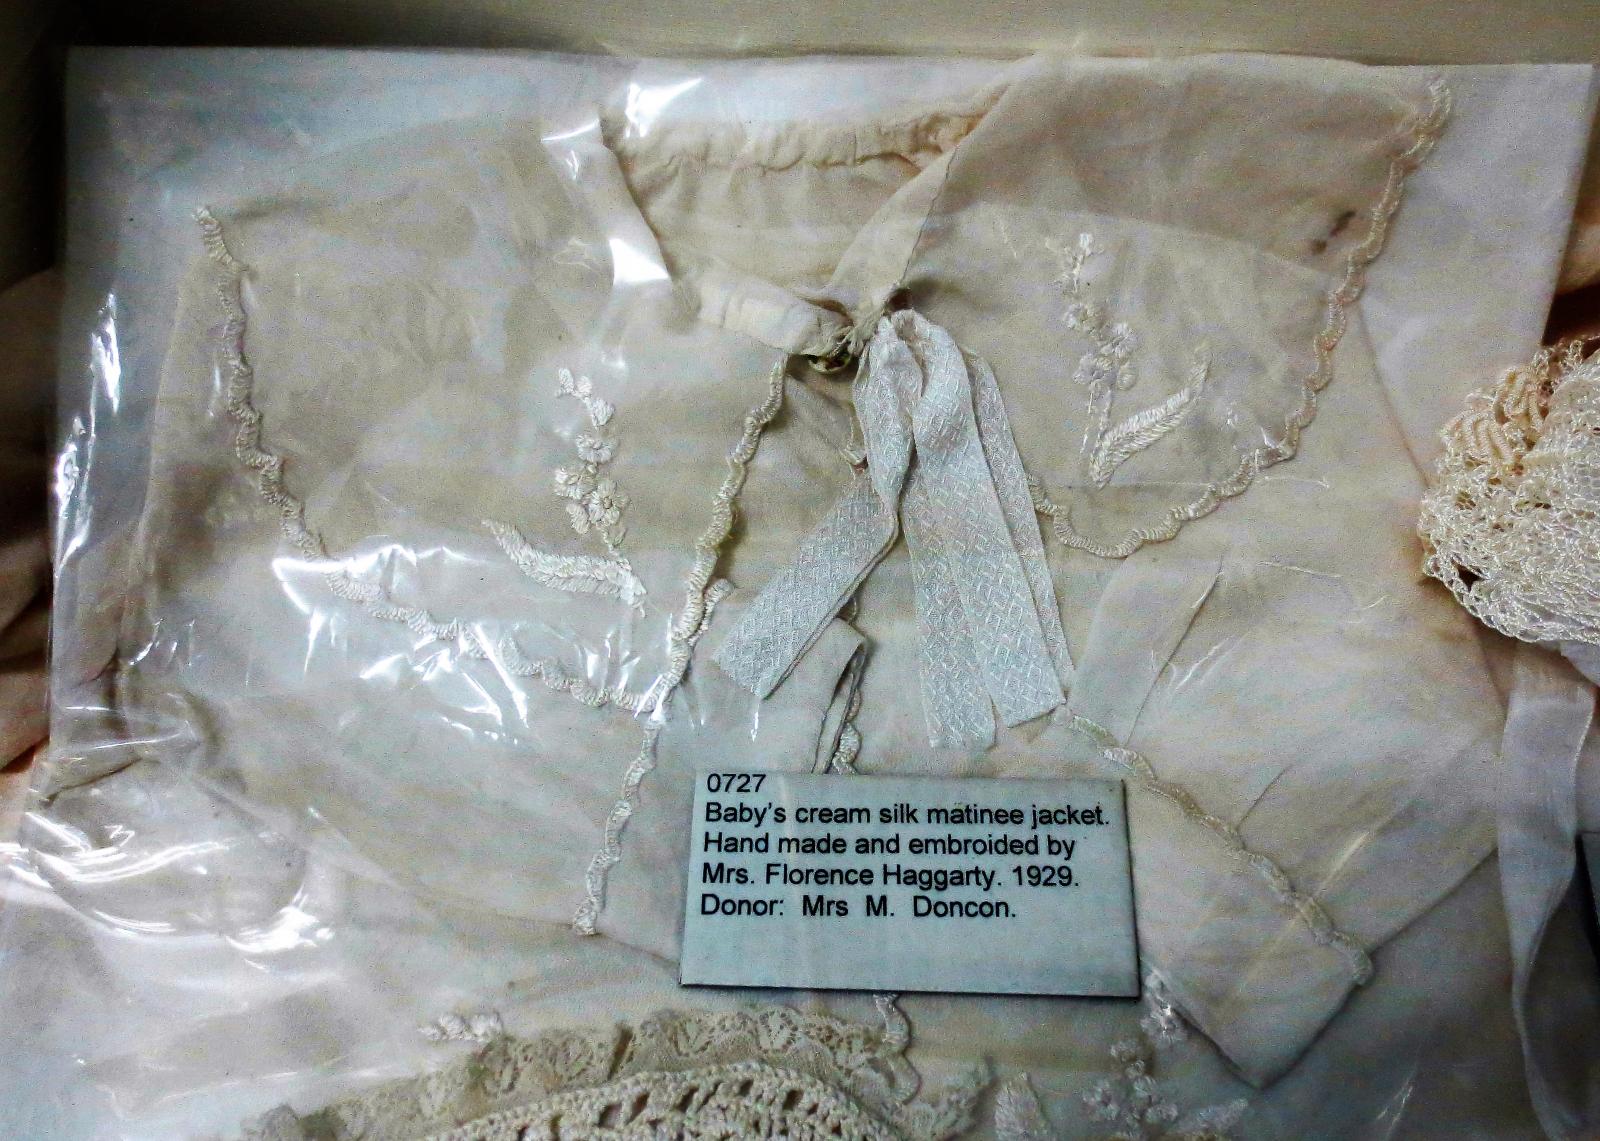 0727
Baby's cream silk matinee jacket.
Hand made and embroided by
Mrs. Florence Haggarty. 1929.
Donor: Mrs M. Doncon.